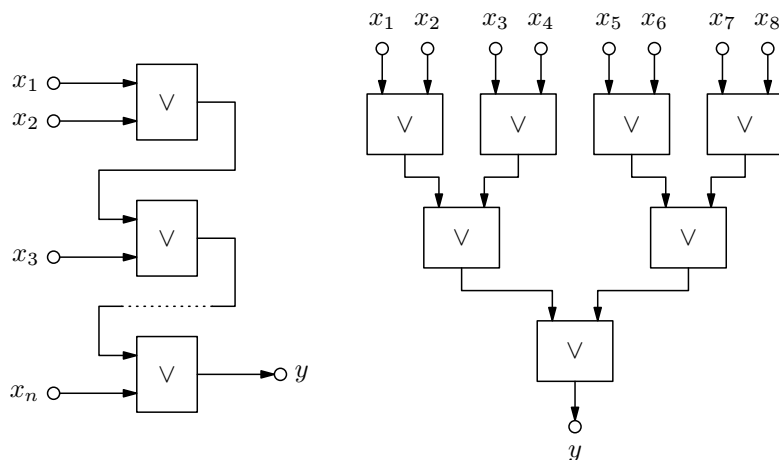 x₁
x₂
∨
x₃
∨
xₙ
∨
y
x₁ x₂ x₃ x₄ x₅ x₆ x₇ x₈
∨ ∨ ∨ ∨
∨ ∨
∨
y